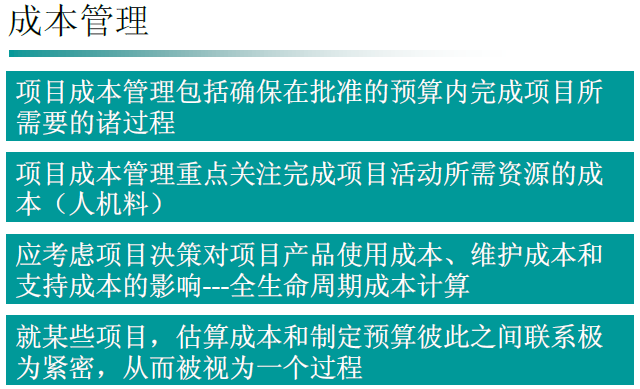 成本管理
项目成本管理包括确保在批准的预算内完成项目所
需要的诸过程
项目成本管理重点关注完成项目活动所需资源的成
本（人机料）
应考虑项目决策对项目产品使用成本、维护成本和
支持成本的影响---全生命周期成本计算
就某些项目，估算成本和制定预算彼此之间联系极
为紧密，从而被视为一个过程